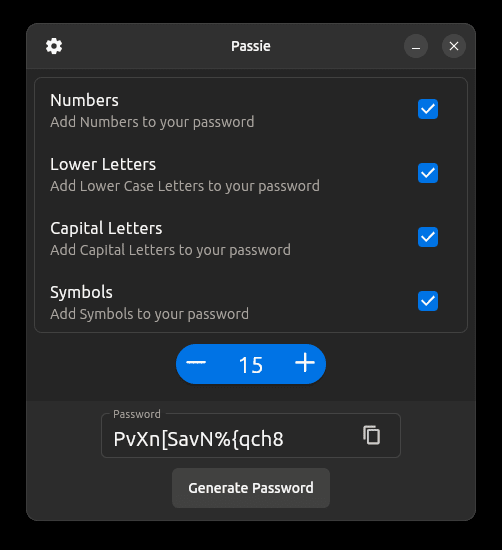 Passie
Numbers
Add Numbers to your password
Lower Letters
Add Lower Case Letters to your password
Capital Letters
Add Capital Letters to your password
Symbols
Add Symbols to your password
15
Password
PvXn[SavN%{qch8
Generate Password